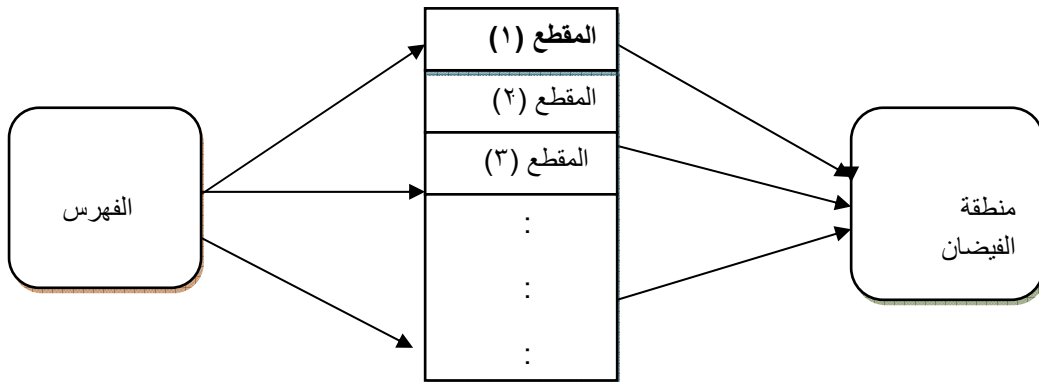 المقطع (١)
المقطع (٢)
المقطع (٣)
:
:
:
الفهرس
منطقة
الفيضان